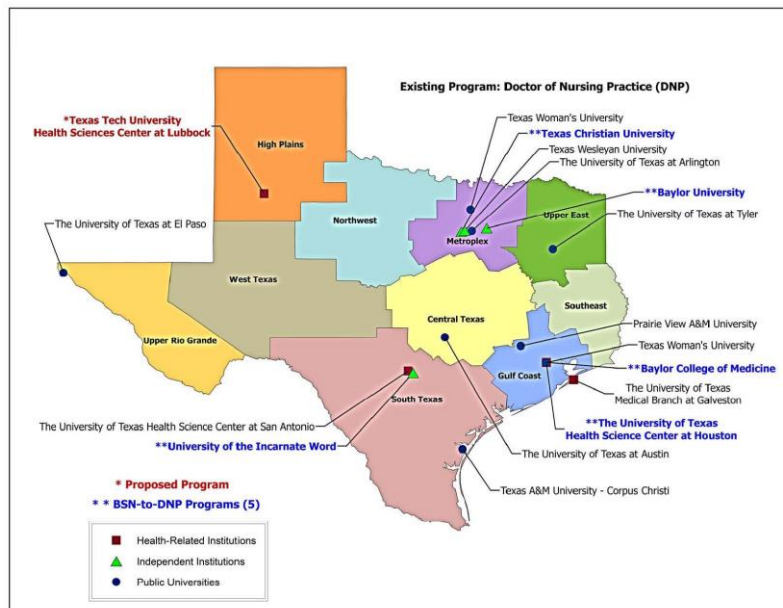 Existing Program: Doctor of Nursing Practice (DNP)
*Texas Tech University
Health Sciences Center at Lubbock
High Plains
Texas Woman's University
**Texas Christian University
Texas Wesleyan University
The University of Texas at Arlington
**Baylor University
Northwest
Metroplex
Upper East
The University of Texas at Tyler
The University of Texas at El Paso
West Texas
Upper Rio Grande
Central Texas
Southeast
Prairie View A&M University
Texas Woman's University
**Baylor College of Medicine
Gulf Coast
The University of Texas
Medical Branch at Galveston
South Texas
The University of Texas Health Science Center at San Antonio
**University of the Incarnate Word
**The University of Texas
Health Science Center at Houston
The University of Texas at Austin
Texas A&M University - Corpus Christi
* Proposed Program
* * BSN-to-DNP Programs (5)
Health-Related Institutions
Independent Institutions
Public Universities